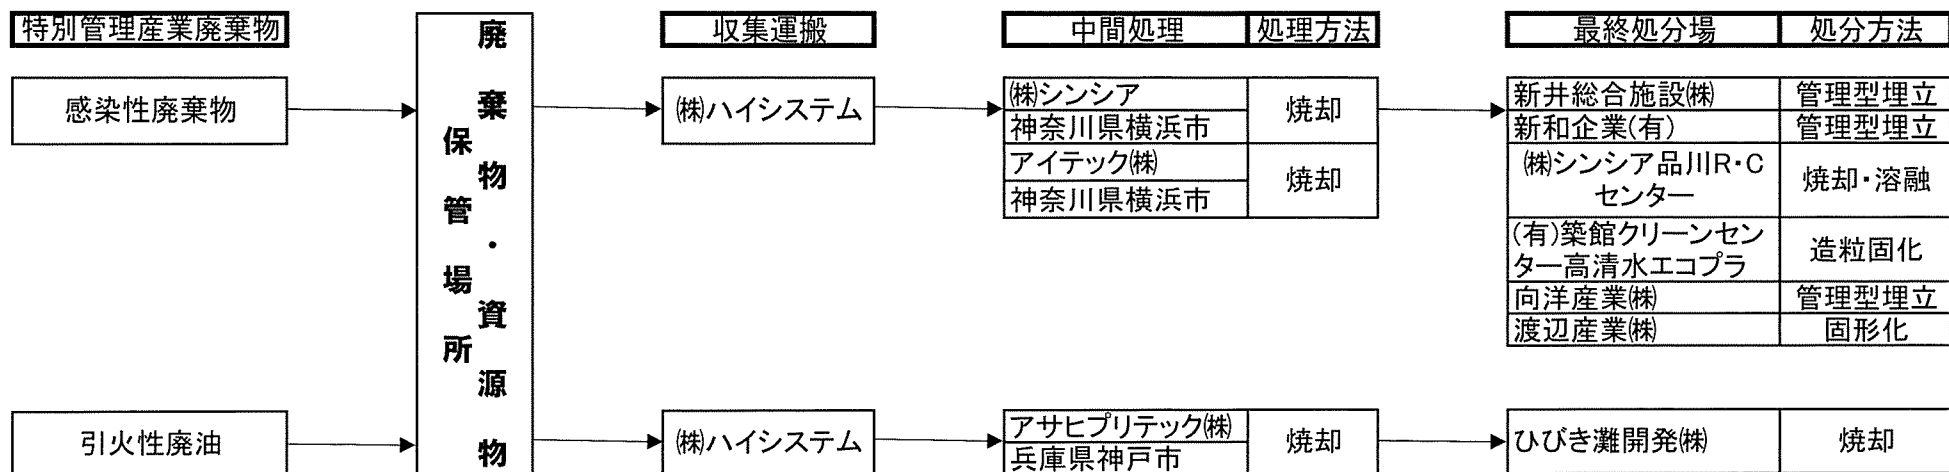 特別管理産業廃棄物
廃棄物・資源物
保管場所
収集運搬
中間処理 処理方法
最終処分場 処分方法
感染性廃棄物
㈱ハイシステム
㈱シンシア
神奈川県横浜市
焼却
アイテック㈱
神奈川県横浜市
焼却
新井総合施設㈱ 管理型埋立
新和企業(有) 管理型埋立
㈱シンシア品川R・C
センター
焼却・溶融
(有)築館クリーンセン
ター高清水エコプラ
造粒固化
向洋産業㈱ 管理型埋立
渡辺産業㈱ 固形化
引火性廃油
㈱ハイシステム
アサヒプリテック㈱
兵庫県神戸市
焼却
ひびき灘開発㈱ 焼却